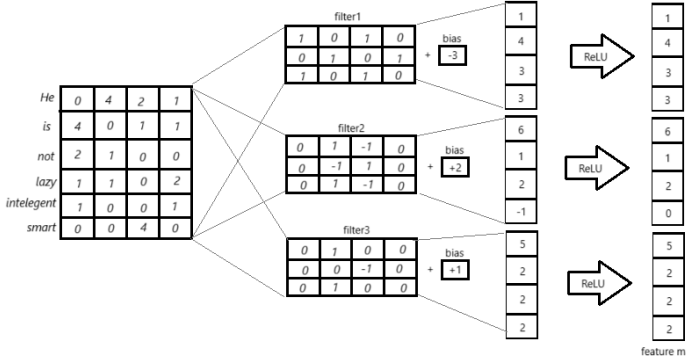 filter1
1 0 1 0
0 1 0 1
1 0 1 0
+
bias
-3
1
4
3
3
ReLU
1
4
3
3
He 0 4 2 1
is 4 0 1 1
not 2 1 0 0
lazy 1 1 0 2
intelegent 1 0 0 1
smart 0 0 4 0
filter2
0 1 -1 0
0 -1 1 0
0 1 -1 0
+
bias
+2
6
1
2
-1
ReLU
6
1
2
0
filter3
0 1 0 0
0 0 -1 0
0 1 0 0
+
bias
+1
5
2
2
2
ReLU
5
2
2
2
feature m